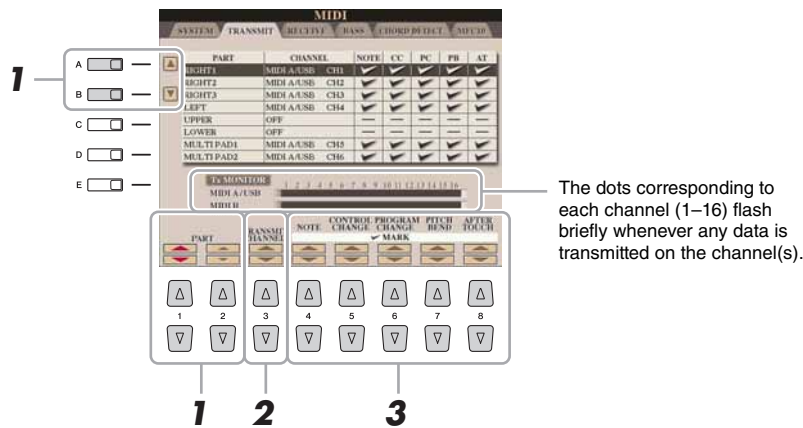 MIDI
SYSTEM TRANSMIT RECEIVE BASS CHORD DETECT MFC10
PART CHANNEL NOTE CC PC PB AT
RIGHT1 MIDI A/USB CH1
RIGHT2 MIDI A/USB CH2
RIGHT3 MIDI A/USB CH3
LEFT MIDI A/USB CH4
UPPER OFF — — — — —
LOWER OFF — — — — —
MULTI PAD1 MIDI A/USB CH5
MULTI PAD2 MIDI A/USB CH6
A
B
C
D
E
1
Tx MONITOR 1 2 3 4 5 6 7 8 9 10 11 12 13 14 15 16
MIDI A/USB
MIDI B
The dots corresponding to
each channel (1–16) flash
briefly whenever any data is
transmitted on the channel(s).
PART
TRANSMIT
CHANNEL
NOTE
CONTROL
CHANGE
PROGRAM
CHANGE
PITCH
BEND
AFTER
TOUCH
MARK
1 2 3 4 5 6 7 8
1 2 3